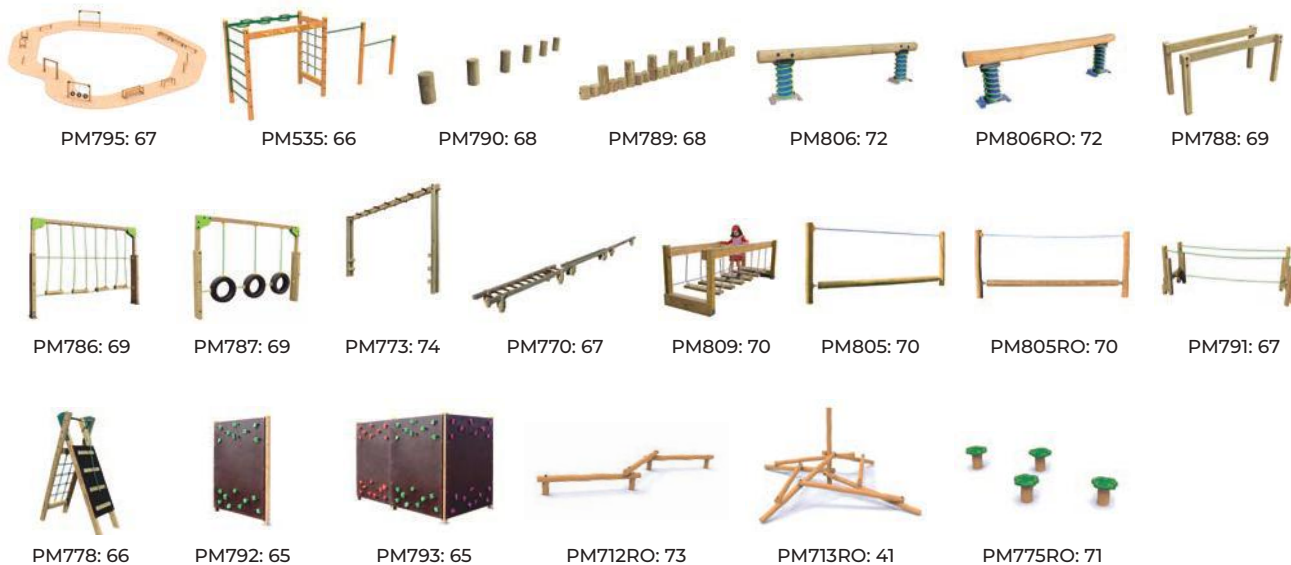 PM795: 67
PM535: 66
PM790: 68
PM789: 68
PM806: 72
PM806RO: 72
PM788: 69
PM786: 69
PM787: 69
PM773: 74
PM770: 67
PM809: 70
PM805: 70
PM805RO: 70
PM791: 67
PM778: 66
PM792: 65
PM793: 65
PM712RO: 73
PM713RO: 41
PM775RO: 71